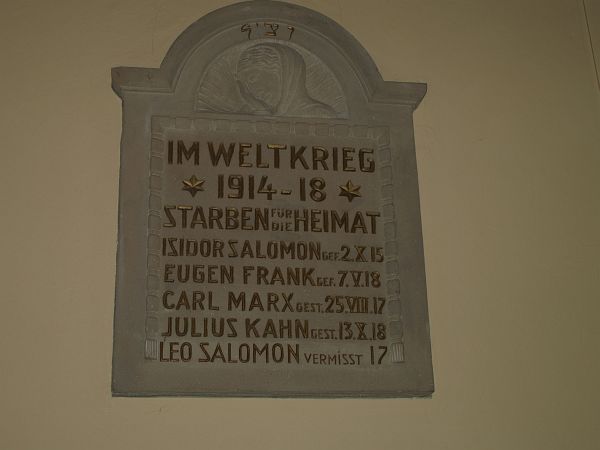 IM WELTKRIEG
1914-18
STARBEN FÜR DIE HEIMAT
ISIDOR SALOMON GEF. 2.X.15
EUGEN FRANK GEF. 7.V.18
CARL MARX GEST. 25.VIII.17
JULIUS KAHN GEST. 13.X.18
LEO SALOMON VERMISST 17